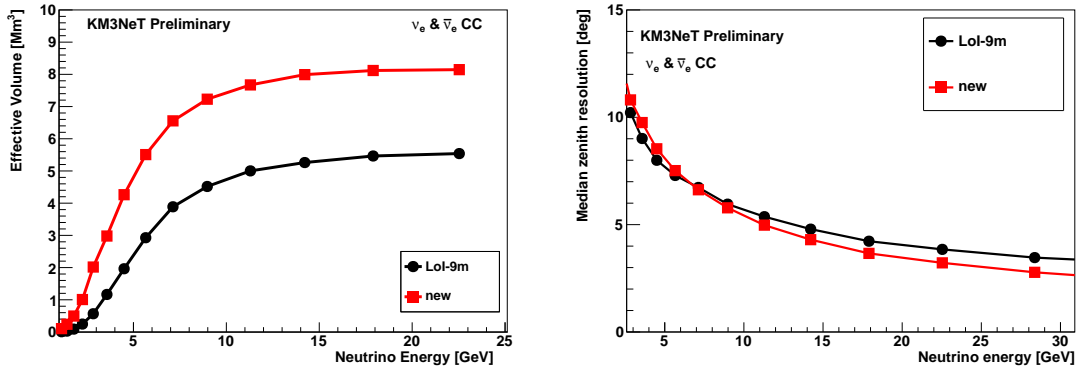 Effective Volume [Mm³]
10
9
8
7
6
5
4
3
2
1
0
KM3NeT Preliminary
νe & ν̄e CC
LoI-9m
new
5
10
15
20
25
Neutrino Energy [GeV]
Median zenith resolution [deg]
15
10
5
0
KM3NeT Preliminary
νe & ν̄e CC
LoI-9m
new
5
10
15
20
25
30
Neutrino energy [GeV]